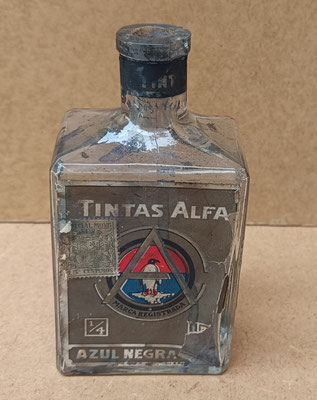 TINTAS ALFA
MARCA REGISTRADA
1/4
AZUL NEGRA